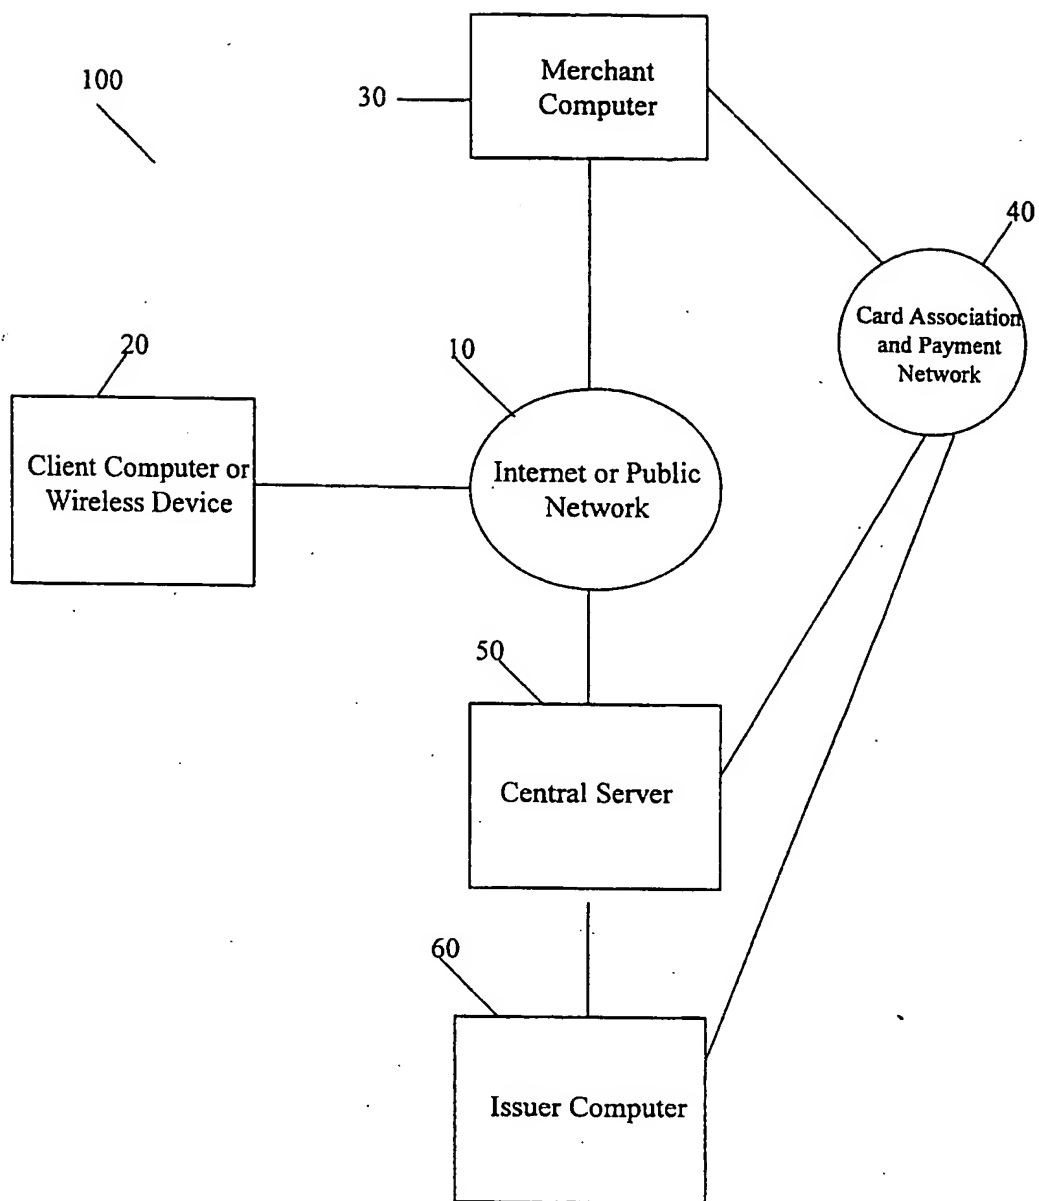 100
30
Merchant
Computer
40
Card Association
and Payment
Network
20
10
Client Computer or
Wireless Device
Internet or Public
Network
50
Central Server
60
Issuer Computer